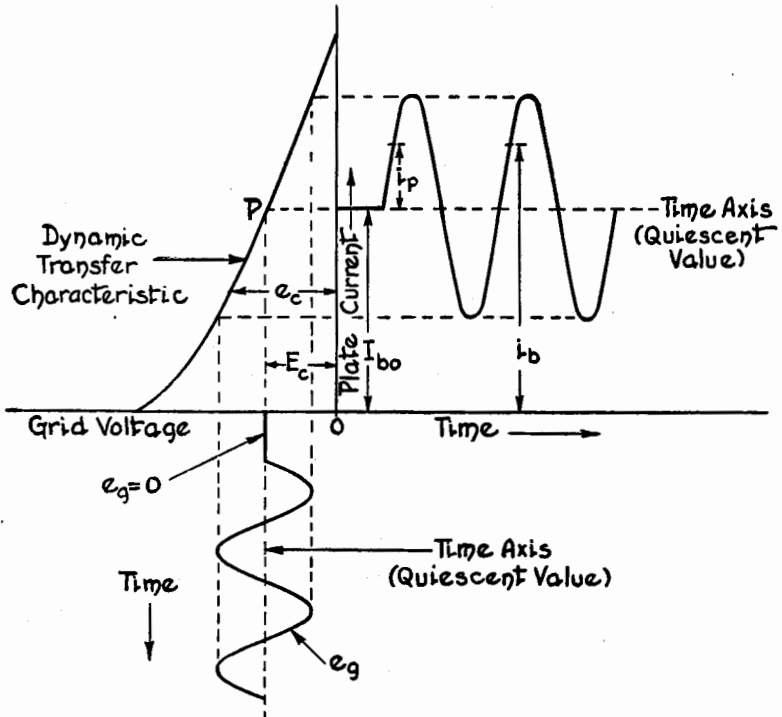 P
Dynamic
Transfer
Characteristic
e_c
E_c
Plate Current
I_bo
i_p
i_b
Time Axis
(Quiescent
Value)
Grid Voltage
O
Time
e_g=0
Time Axis
(Quiescent Value)
Time
e_g